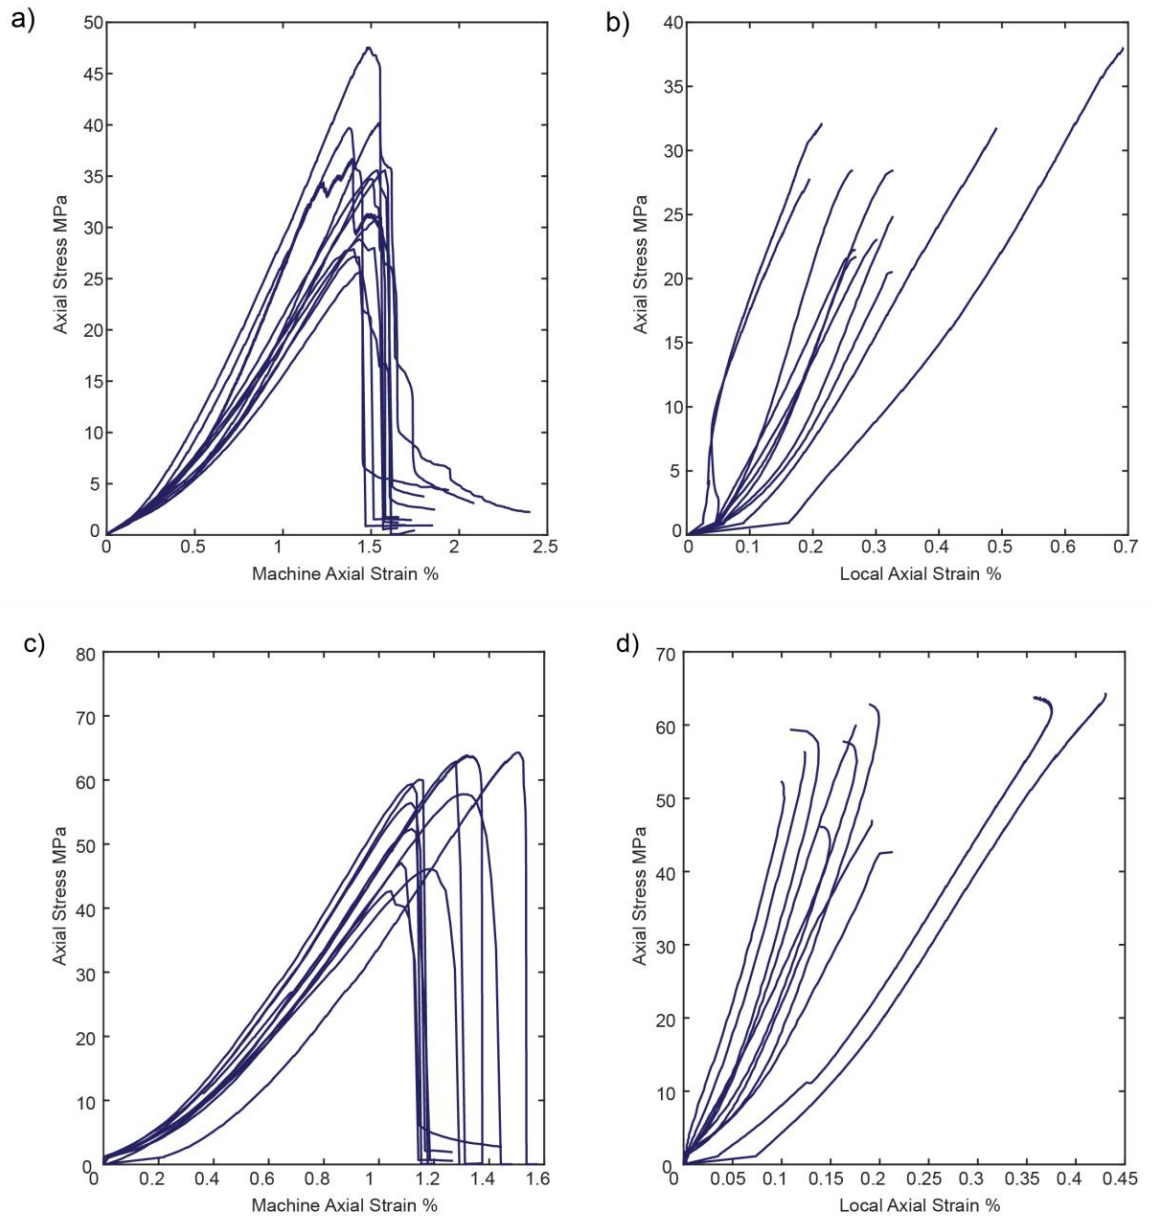 a)
50
45
40
35
30
25
20
15
10
5
0
Axial Stress MPa
0 0.5 1 1.5 2 2.5
Machine Axial Strain %
b)
40
35
30
25
20
15
10
5
0
Axial Stress MPa
0 0.1 0.2 0.3 0.4 0.5 0.6 0.7
Local Axial Strain %
c)
80
70
60
50
40
30
20
10
0
Axial Stress MPa
0.2 0.4 0.6 0.8 1 1.2 1.4 1.6
Machine Axial Strain %
d)
70
60
50
40
30
20
10
0
Axial Stress MPa
0 0.05 0.1 0.15 0.2 0.25 0.3 0.35 0.4 0.45
Local Axial Strain %